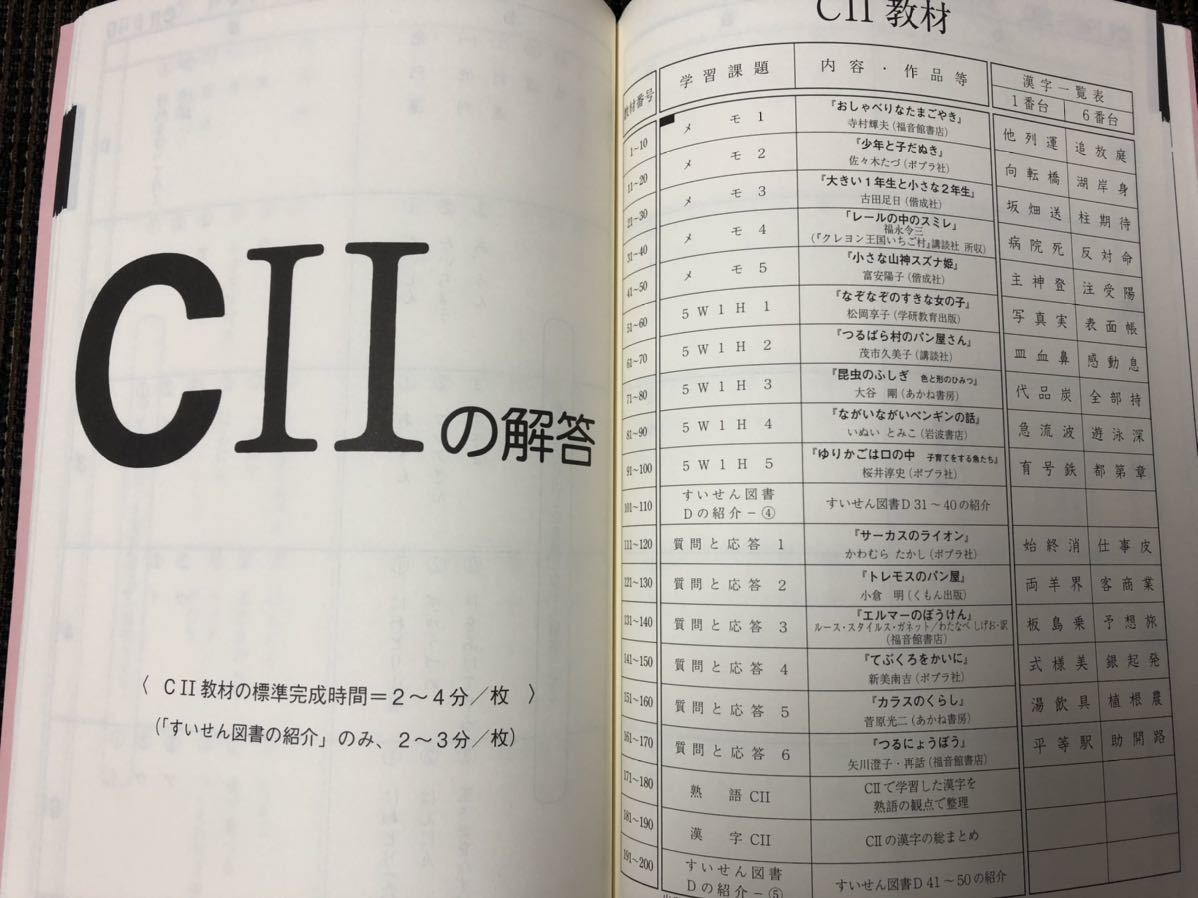 CIIの解答
〈 CII教材の標準完成時間=2~4分/枚 〉
(「すいせん図書の紹介」のみ、2~3分/枚)
CII教材
教材番号 学習課題 内容・作品等 漢字一覧表
1番台 6番台
1~10 メモ1 『おしゃべりなたまごやき』 他列運 追放庭
寺村輝夫(福音館書店)
11~20 メモ2 『少年と子だぬき』 向転橋 湖岸身
佐々木たづ(ポプラ社)
21~30 メモ3 『大きい1年生と小さな2年生』 坂畑送 柱期待
古田足日(偕成社)
31~40 メモ4 「レールの中のスミレ」 病院死 反対命
福永令三
(『クレヨン王国いちご村』講談社 所収)
41~50 メモ5 『小さな山神スズナ姫』 主神登 注受陽
富安陽子(偕成社)
51~60 5W1H 1 『なぞなぞのすきな女の子』 写真実 表面帳
松岡享子(学研教育出版)
61~70 5W1H 2 『つるばら村のパン屋さん』 皿血鼻 感動息
茂市久美子(講談社)
71~80 5W1H 3 『昆虫のふしぎ 色と形のひみつ』 代品炭 全部持
大谷 剛(あかね書房)
81~90 5W1H 4 『ながいながいペンギンの話』 急流波 遊泳深
いぬい とみこ(岩波書店)
91~100 5W1H 5 『ゆりかごは口の中 子育てをする魚たち』 育号鉄 都第章
桜井淳史(ポプラ社)
101~110 すいせん図書 Dの紹介-④ すいせん図書D 31~40の紹介
111~120 質問と応答 1 『サーカスのライオン』 始終消 仕事皮
かわむら たかし(ポプラ社)
121~130 質問と応答 2 『トレモスのパン屋』 両羊界 客商業
小倉 明(くもん出版)
131~140 質問と応答 3 『エルマーのぼうけん』 板島乗 予想旅
ルース・スタイルス・ガネット/わたなべ しげお・訳
(福音館書店)
141~150 質問と応答 4 『てぶくろをかいに』 式様美 銀起発
新美南吉(ポプラ社)
151~160 質問と応答 5 『カラスのくらし』 湯飲具 植根農
菅原光二(あかね書房)
161~170 質問と応答 6 『つるにょうぼう』 平等駅 助開路
矢川澄子・再話(福音館書店)
171~180 熟語 CII CIIで学習した漢字を
熟語の観点で整理
181~190 漢字 CII CIIの漢字の総まとめ
191~200 すいせん図書 Dの紹介-⑤ すいせん図書D 41~50の紹介